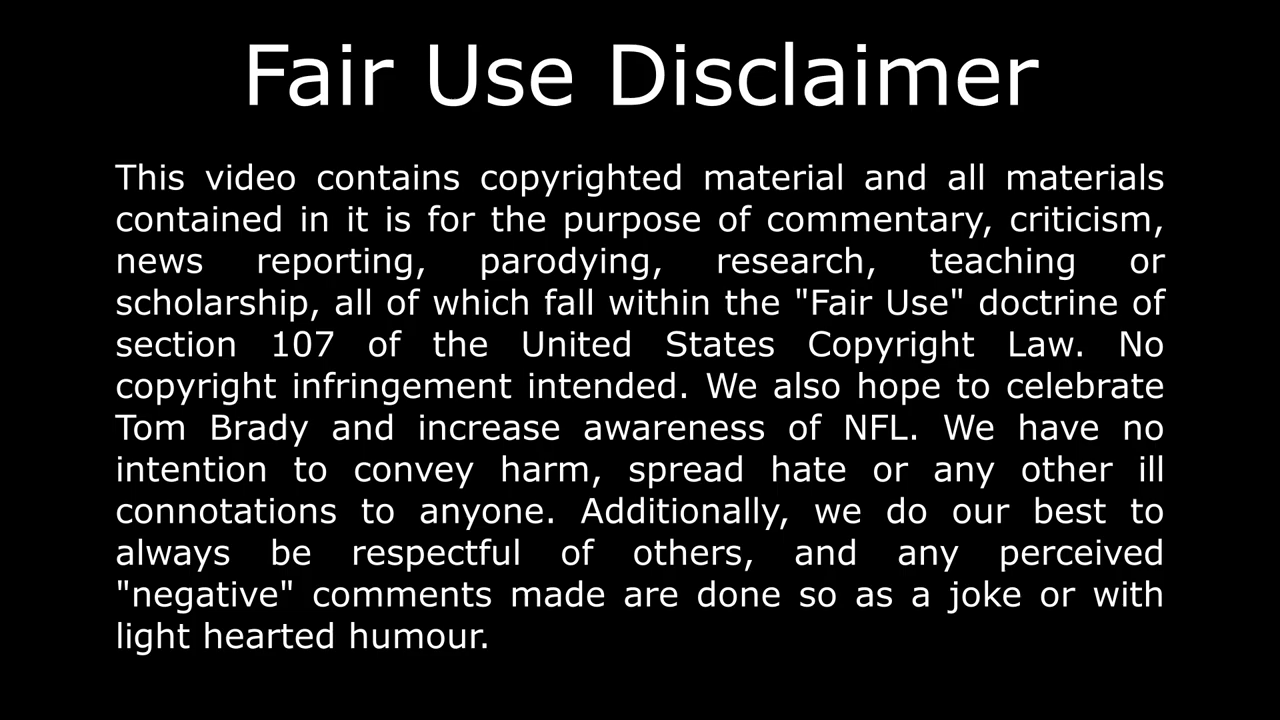 Fair Use Disclaimer
This video contains copyrighted material and all materials
contained in it is for the purpose of commentary, criticism,
news reporting, parodying, research, teaching or
scholarship, all of which fall within the "Fair Use" doctrine of
section 107 of the United States Copyright Law. No
copyright infringement intended. We also hope to celebrate
Tom Brady and increase awareness of NFL. We have no
intention to convey harm, spread hate or any other ill
connotations to anyone. Additionally, we do our best to
always be respectful of others, and any perceived
"negative" comments made are done so as a joke or with
light hearted humour.